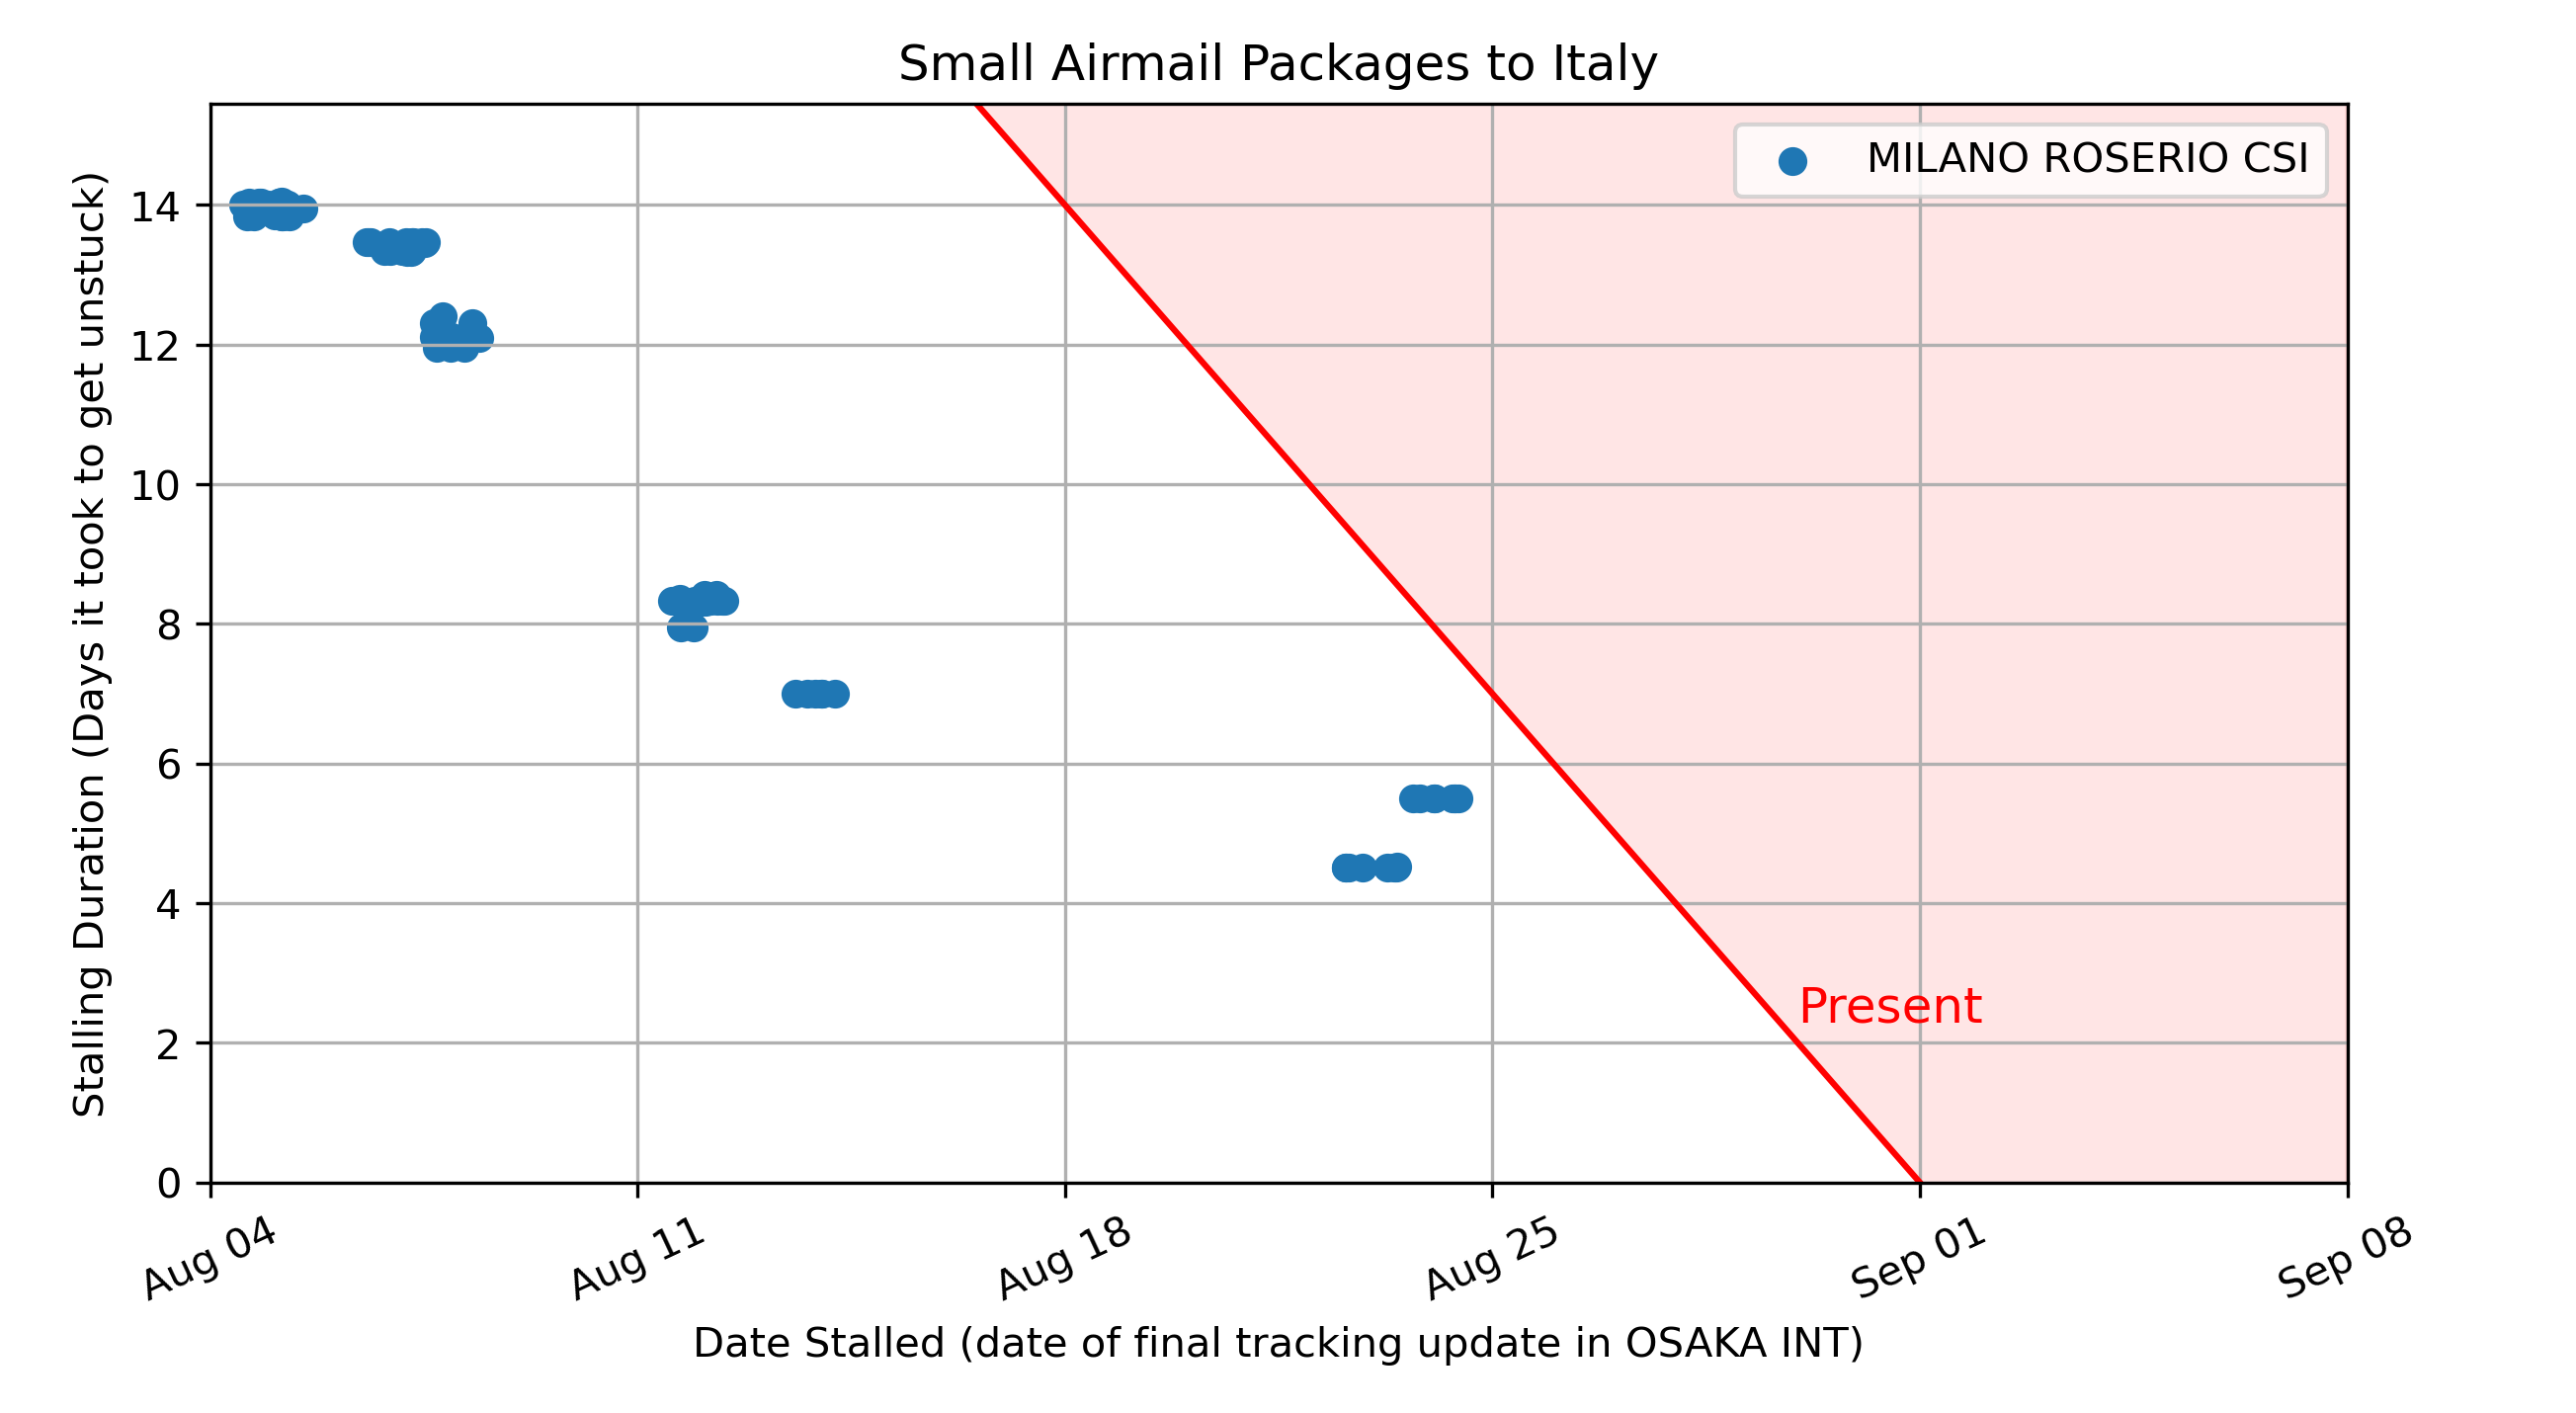 Small Airmail Packages to Italy
MILANO ROSERIO CSI
Stalling Duration (Days it took to get unstuck)
14
12
10
8
6
4
2
0
Present
Aug 04
Aug 11
Aug 18
Aug 25
Sep 01
Sep 08
Date Stalled (date of final tracking update in OSAKA INT)